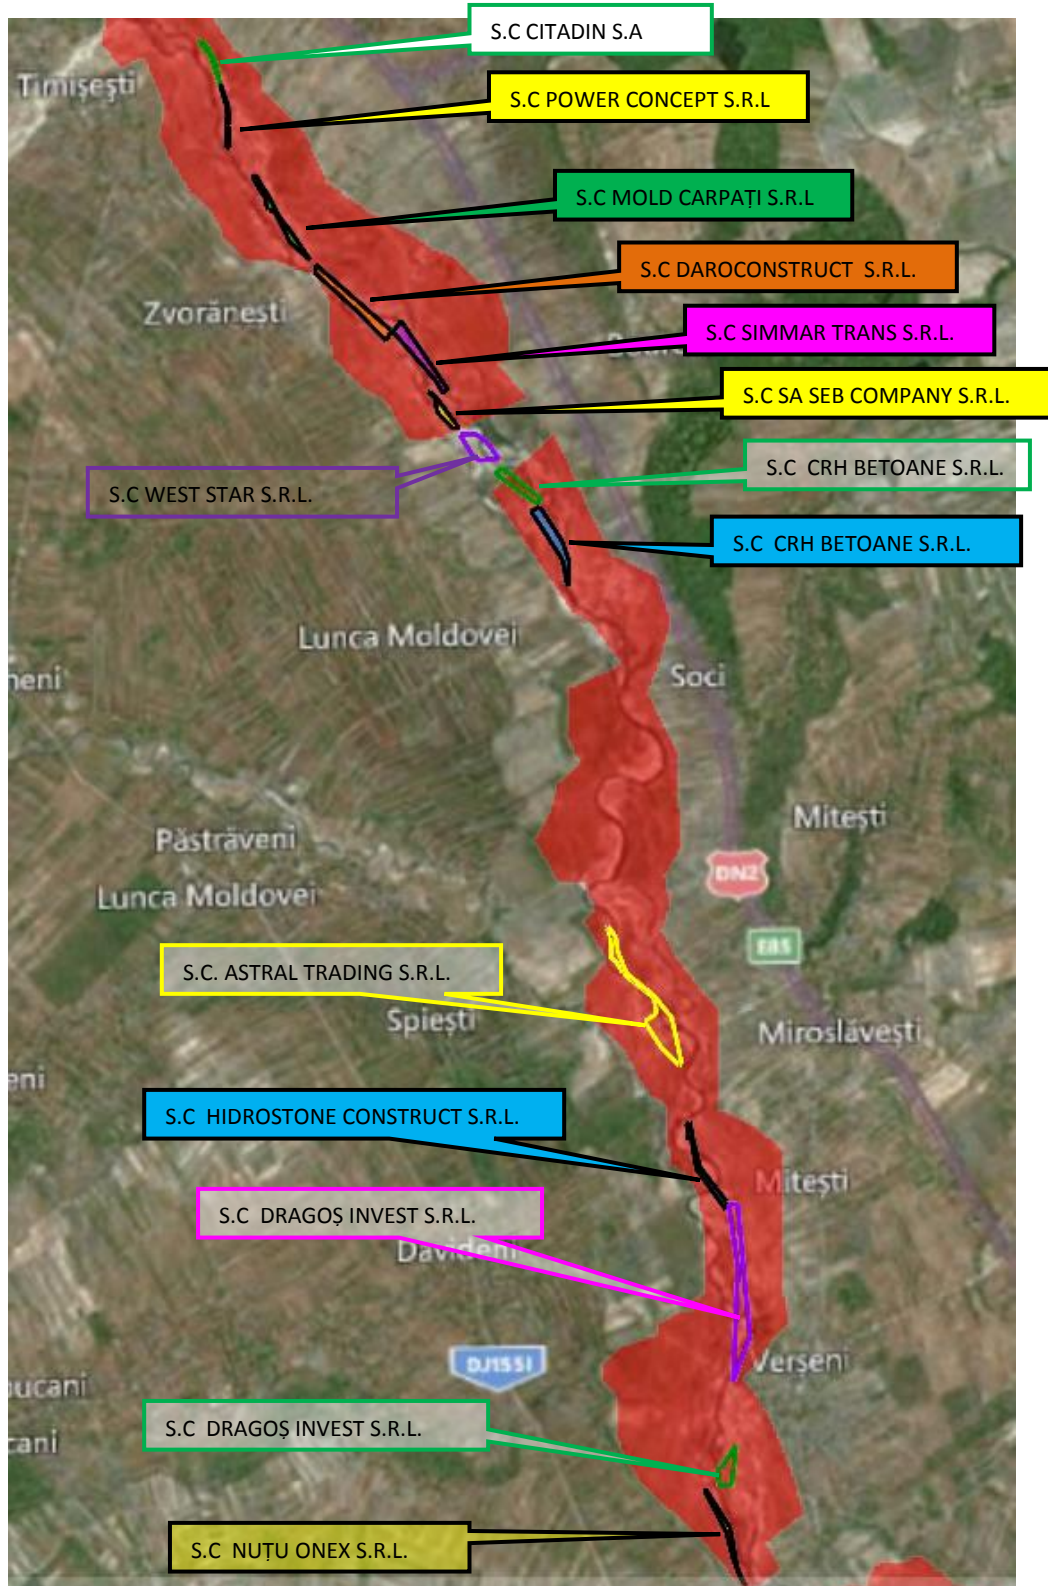 S.C CITADIN S.A
Timișești
S.C POWER CONCEPT S.R.L
S.C MOLD CARPAȚI S.R.L
S.C DAROCONSTRUCT S.R.L.
Zvorănești
S.C SIMMAR TRANS S.R.L.
S.C SA SEB COMPANY S.R.L.
S.C CRH BETOANE S.R.L.
S.C WEST STAR S.R.L.
S.C CRH BETOANE S.R.L.
Lunca Moldovei
Soci
Mitești
Păstrăveni
DN2
Lunca Moldovei
E85
S.C. ASTRAL TRADING S.R.L.
Spiești
Miroslăvești
S.C HIDROSTONE CONSTRUCT S.R.L.
Mitești
S.C DRAGOȘ INVEST S.R.L.
Davideni
Verșeni
DJ155I
S.C DRAGOȘ INVEST S.R.L.
S.C NUȚU ONEX S.R.L.